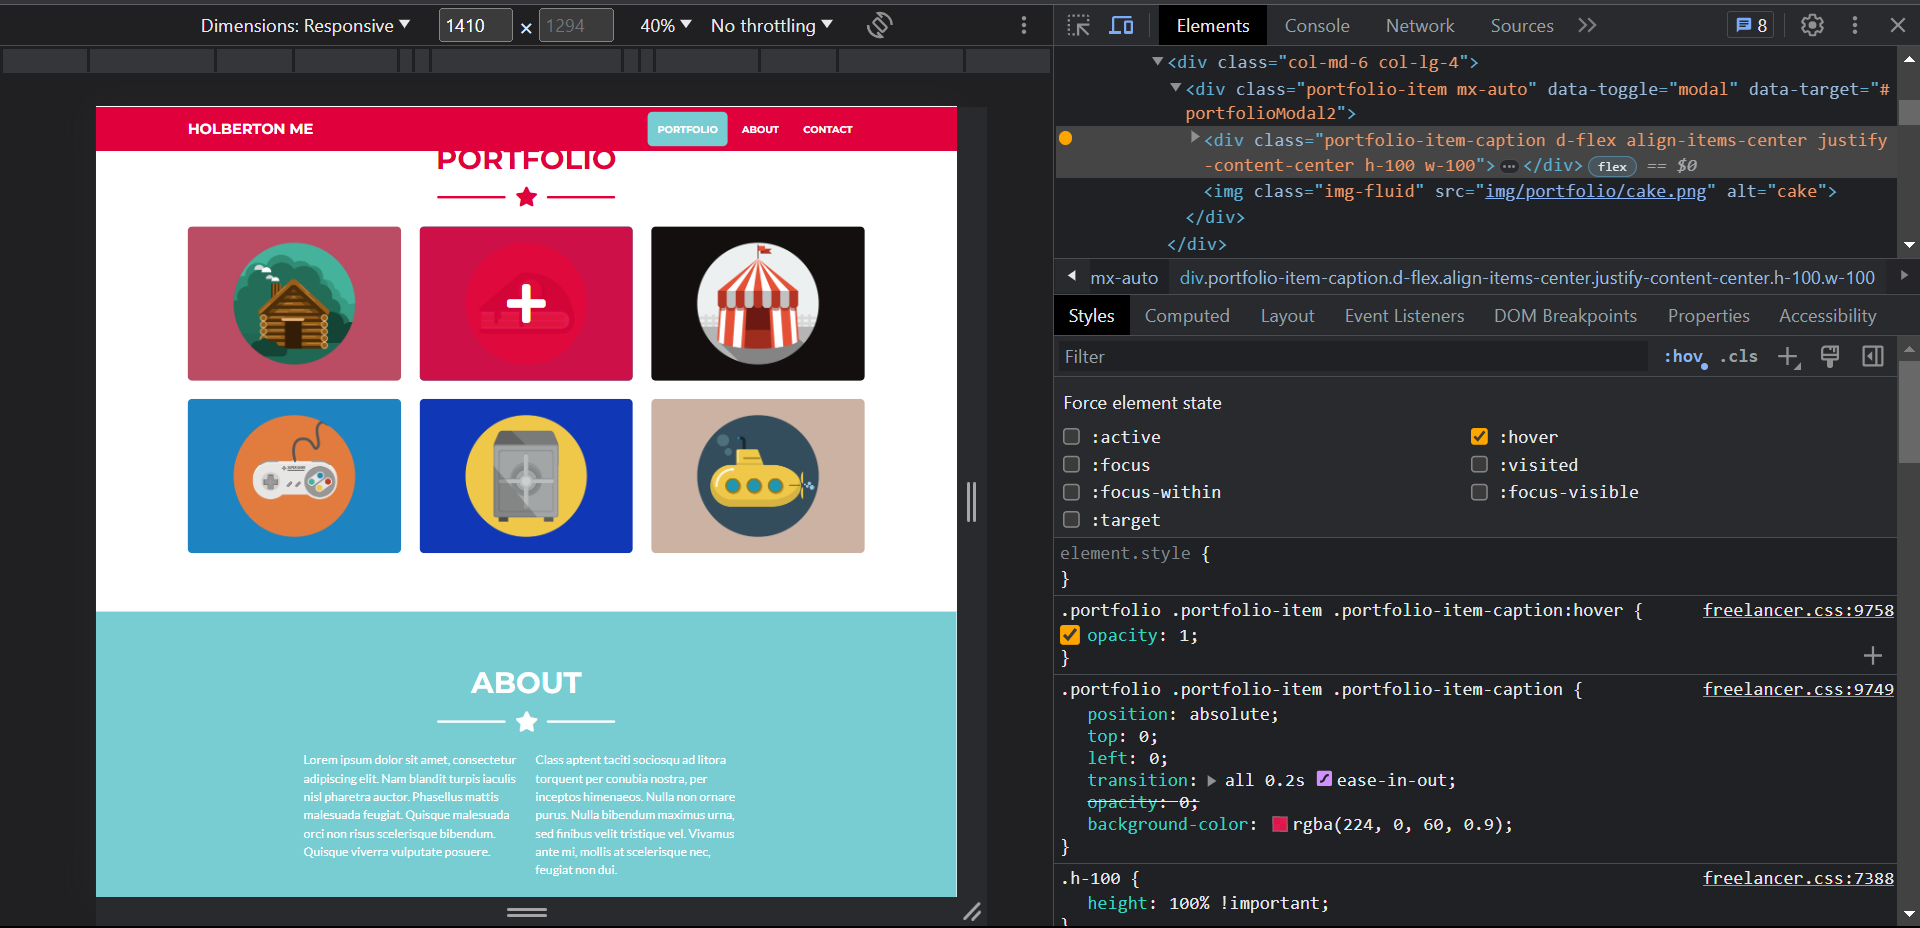 Dimensions: Responsive
1410 × 1294
40%
No throttling
Elements
Console
Network
Sources
8
HOLBERTON ME
PORTFOLIO
ABOUT
CONTACT
PORTFOLIO
ABOUT
Lorem ipsum dolor sit amet, consectetur
adipiscing elit. Nam blandit turpis iaculis
nisl pharetra auctor. Phasellus mattis
malesuada feugiat. Quisque malesuada
orci non risus scelerisque bibendum.
Quisque viverra vulputate posuere.
Class aptent taciti sociosqu ad litora
torquent per conubia nostra, per
inceptos himenaeos. Nulla non ornare
purus. Nulla bibendum maximus urna,
sed finibus velit tristique vel. Vivamus
ante mi, mollis at scelerisque nec,
feugiat non dui.
<div class="col-md-6 col-lg-4">
<div class="portfolio-item mx-auto" data-toggle="modal" data-target="#
portfolioModal2">
<div class="portfolio-item-caption d-flex align-items-center justify
-content-center h-100 w-100">…</div> flex == $0
<img class="img-fluid" src="img/portfolio/cake.png" alt="cake">
</div>
</div>
mx-auto
div.portfolio-item-caption.d-flex.align-items-center.justify-content-center.h-100.w-100
Styles
Computed
Layout
Event Listeners
DOM Breakpoints
Properties
Accessibility
Filter
:hov
.cls
Force element state
:active
:hover
:focus
:visited
:focus-within
:focus-visible
:target
element.style {
}
.portfolio .portfolio-item .portfolio-item-caption:hover {
freelancer.css:9758
opacity: 1;
}
.portfolio .portfolio-item .portfolio-item-caption {
freelancer.css:9749
position: absolute;
top: 0;
left: 0;
transition: all 0.2s ease-in-out;
opacity: 0;
background-color: rgba(224, 0, 60, 0.9);
}
.h-100 {
freelancer.css:7388
height: 100% !important;
}